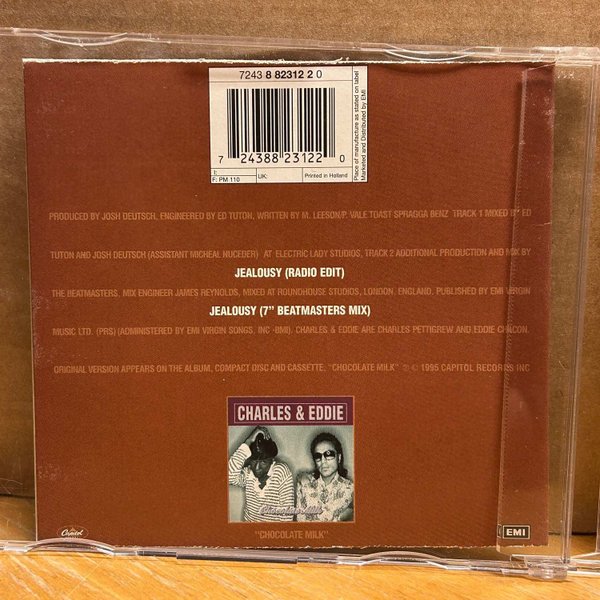 7243 8 82312 2 0
7 24388 23122 0
I:
F: PM 110
UK:
Printed in Holland
Place of manufacture as stated on label
Marketed and Distributed by EMI
PRODUCED BY JOSH DEUTSCH, ENGINEERED BY ED TUTON, WRITTEN BY M. LEESON/P. VALE TOAST SPRAGGA BENZ TRACK 1 MIXED BY ED
TUTON AND JOSH DEUTSCH (ASSISTANT MICHEAL NUCEDER) AT ELECTRIC LADY STUDIOS, TRACK 2 ADDITIONAL PRODUCTION AND MIX BY
JEALOUSY (RADIO EDIT)
THE BEATMASTERS, MIX ENGINEER JAMES REYNOLDS, MIXED AT ROUNDHOUSE STUDIOS, LONDON, ENGLAND, PUBLISHED BY EMI VIRGIN
JEALOUSY (7" BEATMASTERS MIX)
MUSIC LTD. (PRS) (ADMINISTERED BY EMI VIRGIN SONGS, INC -BMI). CHARLES & EDDIE ARE CHARLES PETTIGREW AND EDDIE CHACON.
ORIGINAL VERSION APPEARS ON THE ALBUM, COMPACT DISC AND CASSETTE, "CHOCOLATE MILK" ℗ © 1995 CAPITOL RECORDS INC
CHARLES & EDDIE
Chocolate Milk
"CHOCOLATE MILK"
Capitol
EMI